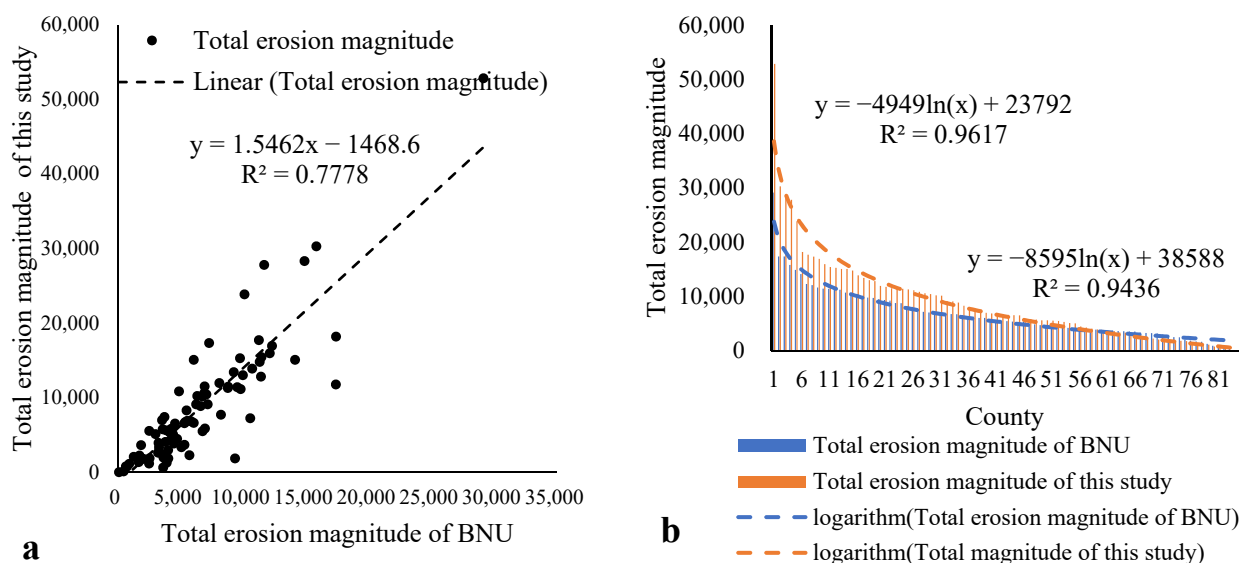 60,000
50,000
40,000
30,000
20,000
10,000
0
Total erosion magnitude of this study
Total erosion magnitude
Linear (Total erosion magnitude)
y = 1.5462x − 1468.6
R² = 0.7778
0 5,000 10,000 15,000 20,000 25,000 30,000 35,000
Total erosion magnitude of BNU
a
60,000
50,000
40,000
30,000
20,000
10,000
0
Total erosion magnitude
y = −4949ln(x) + 23792
R² = 0.9617
y = −8595ln(x) + 38588
R² = 0.9436
1 6 11 16 21 26 31 36 41 46 51 56 61 66 71 76 81
County
Total erosion magnitude of BNU
Total erosion magnitude of this study
logarithm(Total erosion magnitude of BNU)
logarithm(Total magnitude of this study)
b